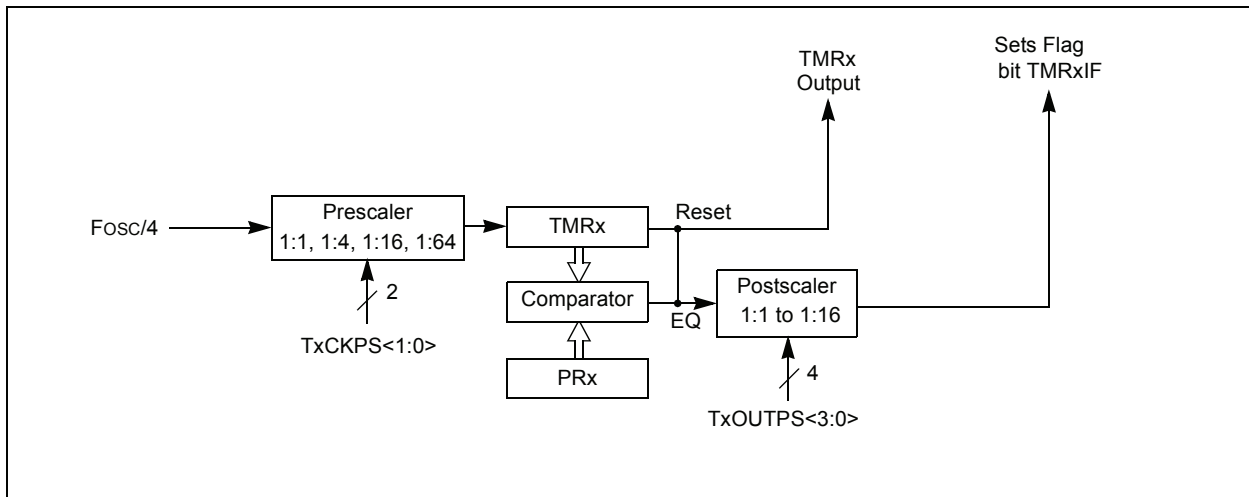 TMRx
Output
Sets Flag
bit TMRxIF
Fosc/4
Prescaler
1:1, 1:4, 1:16, 1:64
2
TxCKPS<1:0>
TMRx
Reset
Comparator
EQ
PRx
Postscaler
1:1 to 1:16
4
TxOUTPS<3:0>